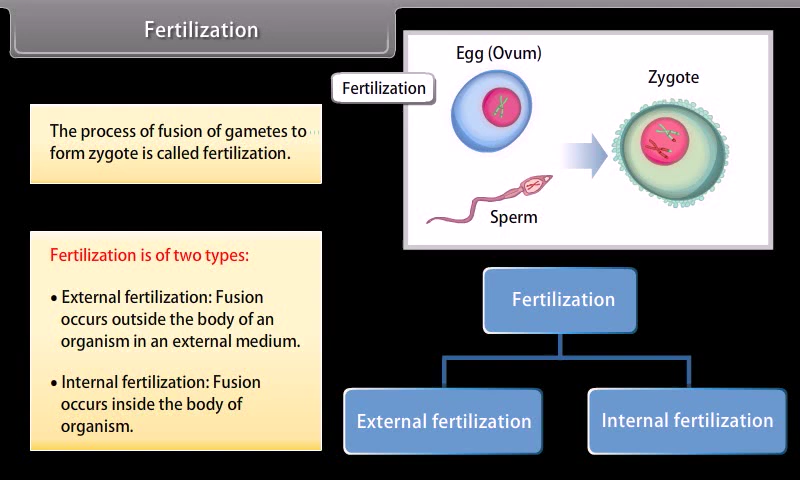 Fertilization
Egg (Ovum)
Zygote
Fertilization
Sperm
The process of fusion of gametes to
form zygote is called fertilization.
Fertilization is of two types:
• External fertilization: Fusion
occurs outside the body of an
organism in an external medium.
• Internal fertilization: Fusion
occurs inside the body of
organism.
Fertilization
External fertilization
Internal fertilization